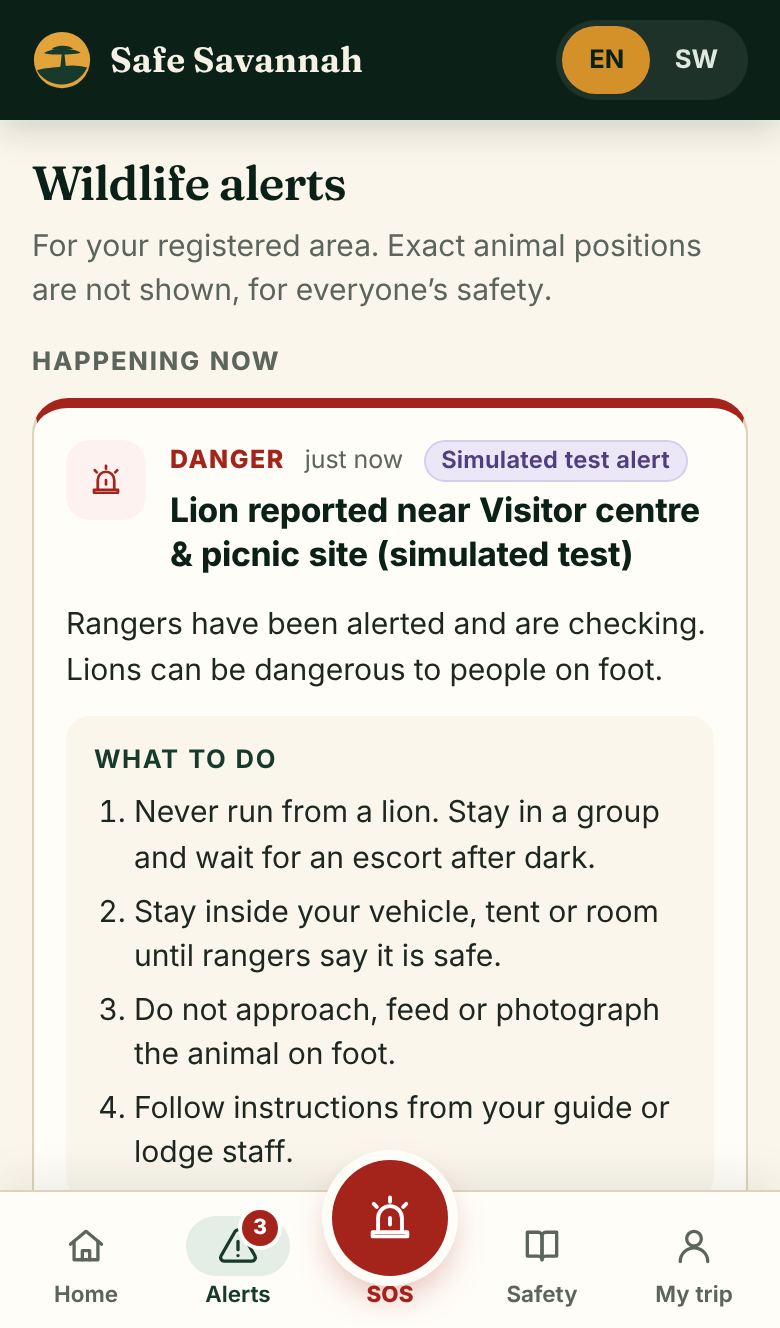 Safe Savannah
EN SW
Wildlife alerts
For your registered area. Exact animal positions
are not shown, for everyone’s safety.
HAPPENING NOW
DANGER just now Simulated test alert
Lion reported near Visitor centre
& picnic site (simulated test)
Rangers have been alerted and are checking.
Lions can be dangerous to people on foot.
WHAT TO DO
1. Never run from a lion. Stay in a group
and wait for an escort after dark.
2. Stay inside your vehicle, tent or room
until rangers say it is safe.
3. Do not approach, feed or photograph
the animal on foot.
4. Follow instructions from your guide or
lodge staff.
3
Home Alerts SOS Safety My trip